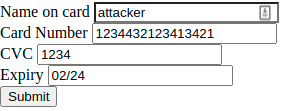 Name on card attacker
Card Number 1234432123413421
CVC 1234
Expiry 02/24
Submit